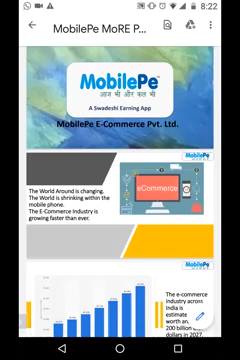 8:22
MobilePe MoRE P...
MobilePe
आज भी और कल भी
A Swadeshi Earning App
MobilePe E-Commerce Pvt. Ltd.
MobilePe
The World Around is changing.
The World is shrinking within the
mobile phone.
The E-Commerce Industry is
growing faster than ever.
eCommerce
MobilePe
The e-commerce
industry across
India is
estimate
worth an
200 billion
dollars in 2027.